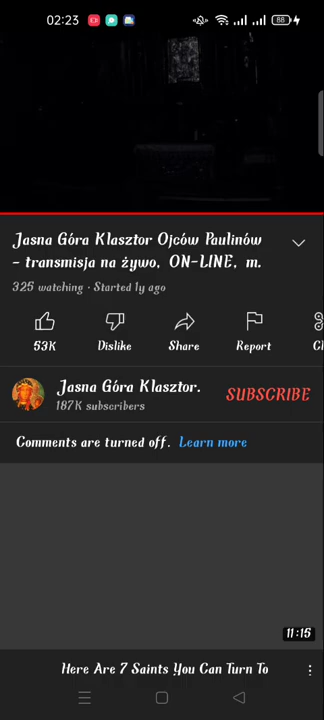 02:23
88
Jasna Góra Klasztor Ojców Paulinów
- transmisja na żywo, ON-LINE, m.
325 watching · Started 1y ago
53K Dislike Share Report
Jasna Góra Klasztor.
SUBSCRIBE
187K subscribers
Comments are turned off. Learn more
11:15
Here Are 7 Saints You Can Turn To